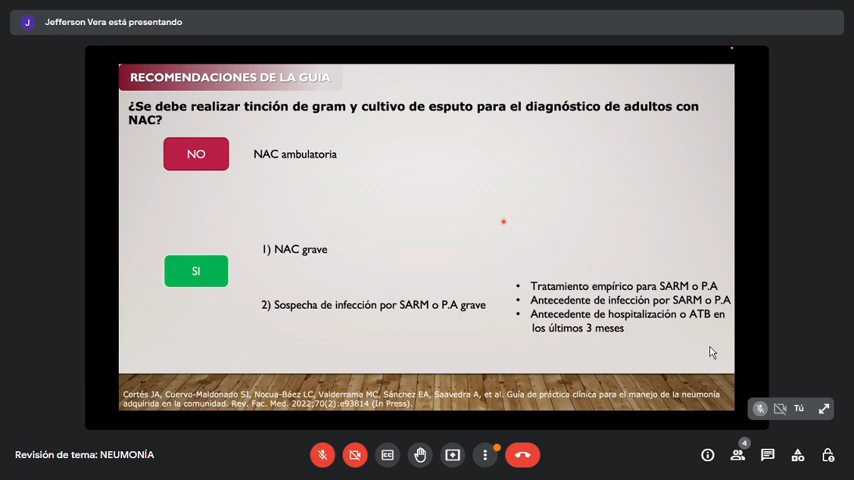 J Jefferson Vera está presentando
RECOMENDACIONES DE LA GUIA
¿Se debe realizar tinción de gram y cultivo de esputo para el diagnóstico de adultos con
NAC?
NO
NAC ambulatoria
1) NAC grave
SI
2) Sospecha de infección por SARM o P.A grave
• Tratamiento empírico para SARM o P.A
• Antecedente de infección por SARM o P.A
• Antecedente de hospitalización o ATB en
los últimos 3 meses
Cortés JA, Cuervo-Maldonado SI, Nocua-Báez LC, Valderrama MC, Sánchez EA, Saavedra A, et al. Guía de práctica clínica para el manejo de la neumonía
adquirida en la comunidad. Rev. Fac. Med. 2022;70(2):e93814 (In Press).
Tú
4
Revisión de tema: NEUMONÍA
CC